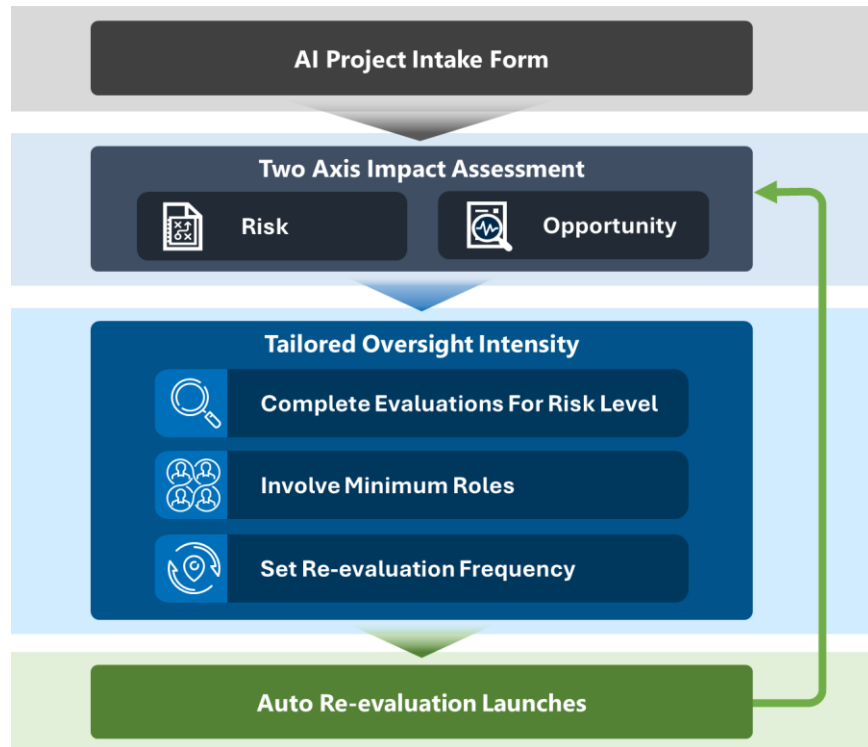 AI Project Intake Form
Two Axis Impact Assessment
Risk
Opportunity
Tailored Oversight Intensity
Complete Evaluations For Risk Level
Involve Minimum Roles
Set Re-evaluation Frequency
Auto Re-evaluation Launches